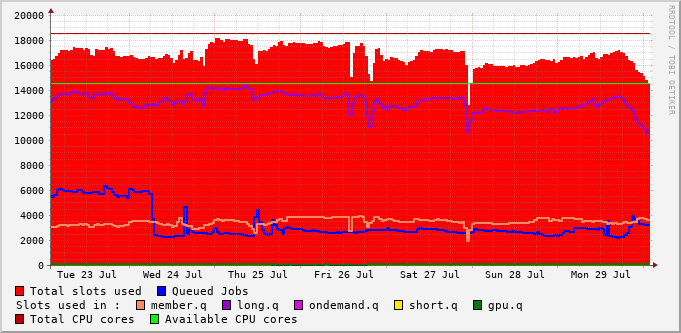 20000
18000
16000
14000
12000
10000
8000
6000
4000
2000
0
Tue 23 Jul Wed 24 Jul Thu 25 Jul Fri 26 Jul Sat 27 Jul Sun 28 Jul Mon 29 Jul
Total slots used Queued Jobs
Slots used in : member.q long.q ondemand.q short.q gpu.q
Total CPU cores Available CPU cores
RRDTOOL / TOBI OETIKER